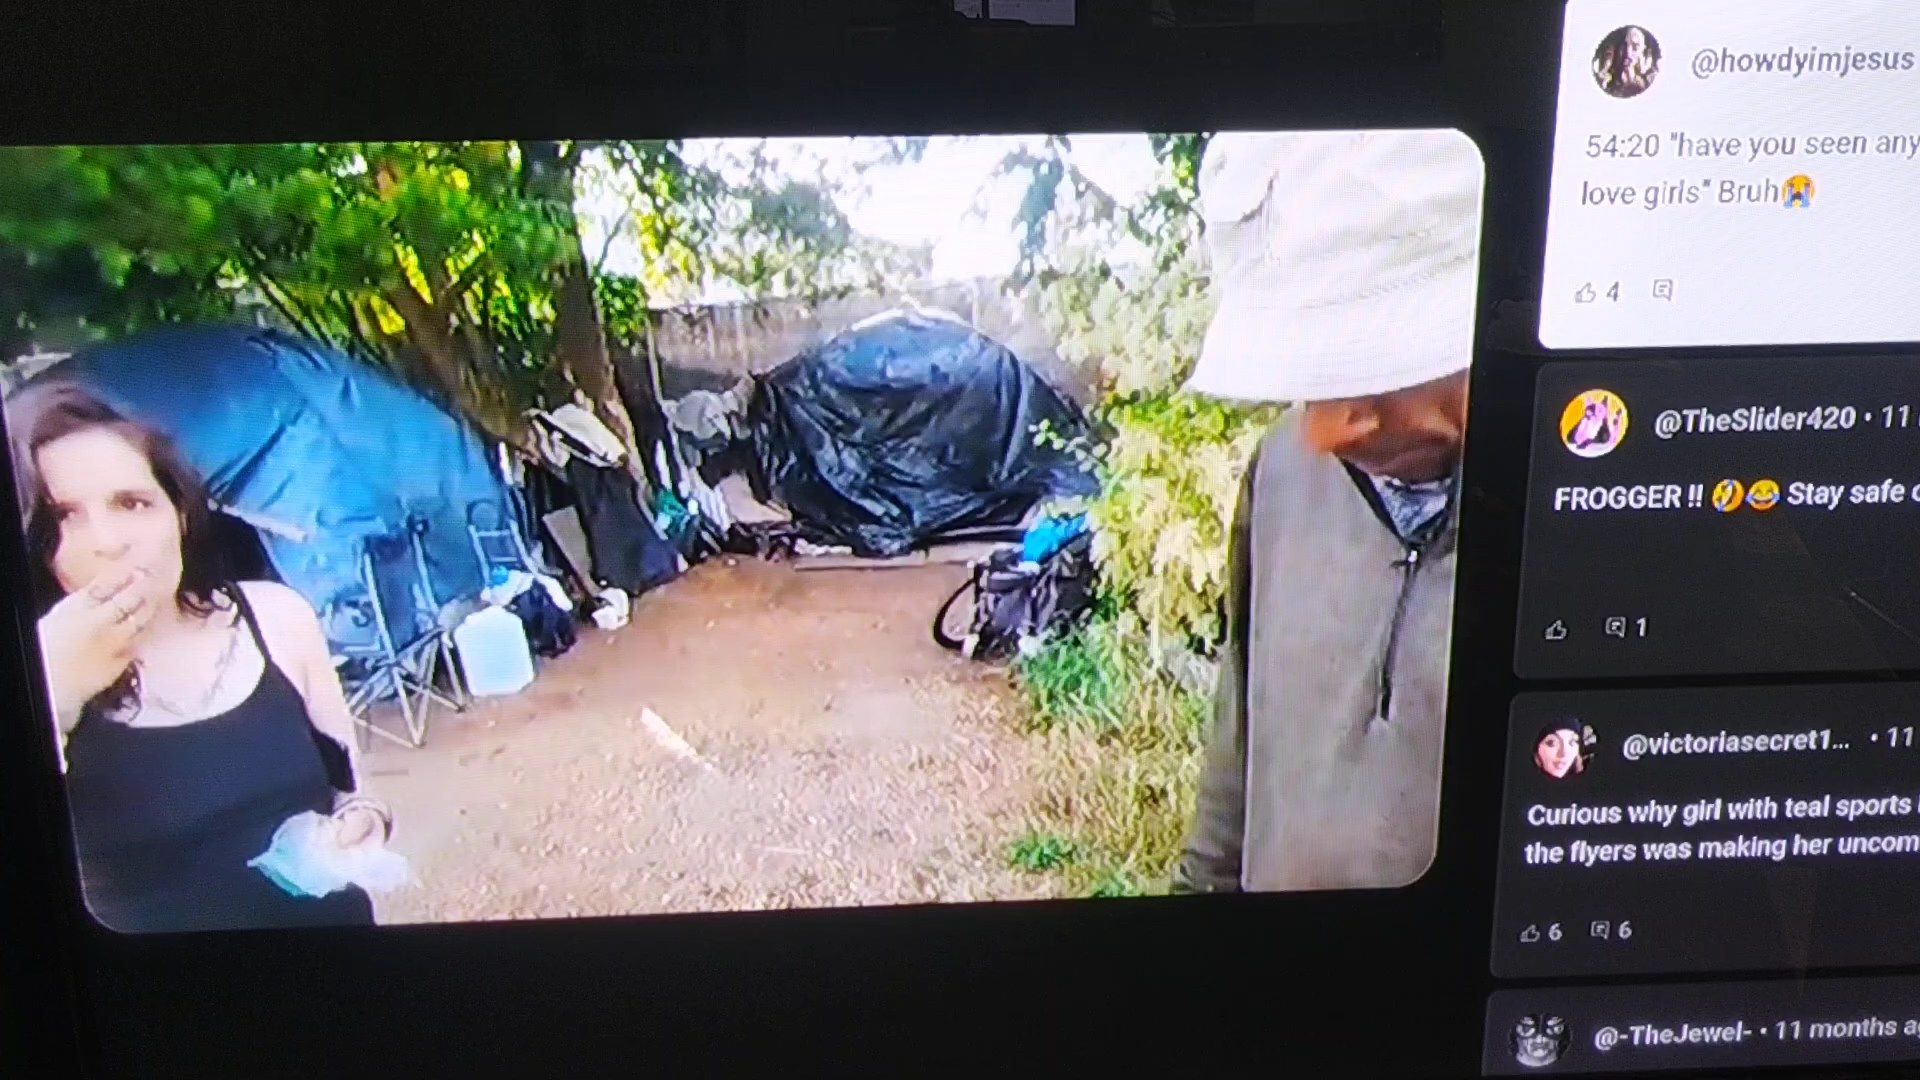 @howdyimjesus
54:20 "have you seen any
love girls" Bruh😭
4
@TheSlider420 • 11
FROGGER !! 🤣😂 Stay safe
1
@victoriasecret1... • 11
Curious why girl with teal sports
the flyers was making her uncom
6 6
@-TheJewel- • 11 months a